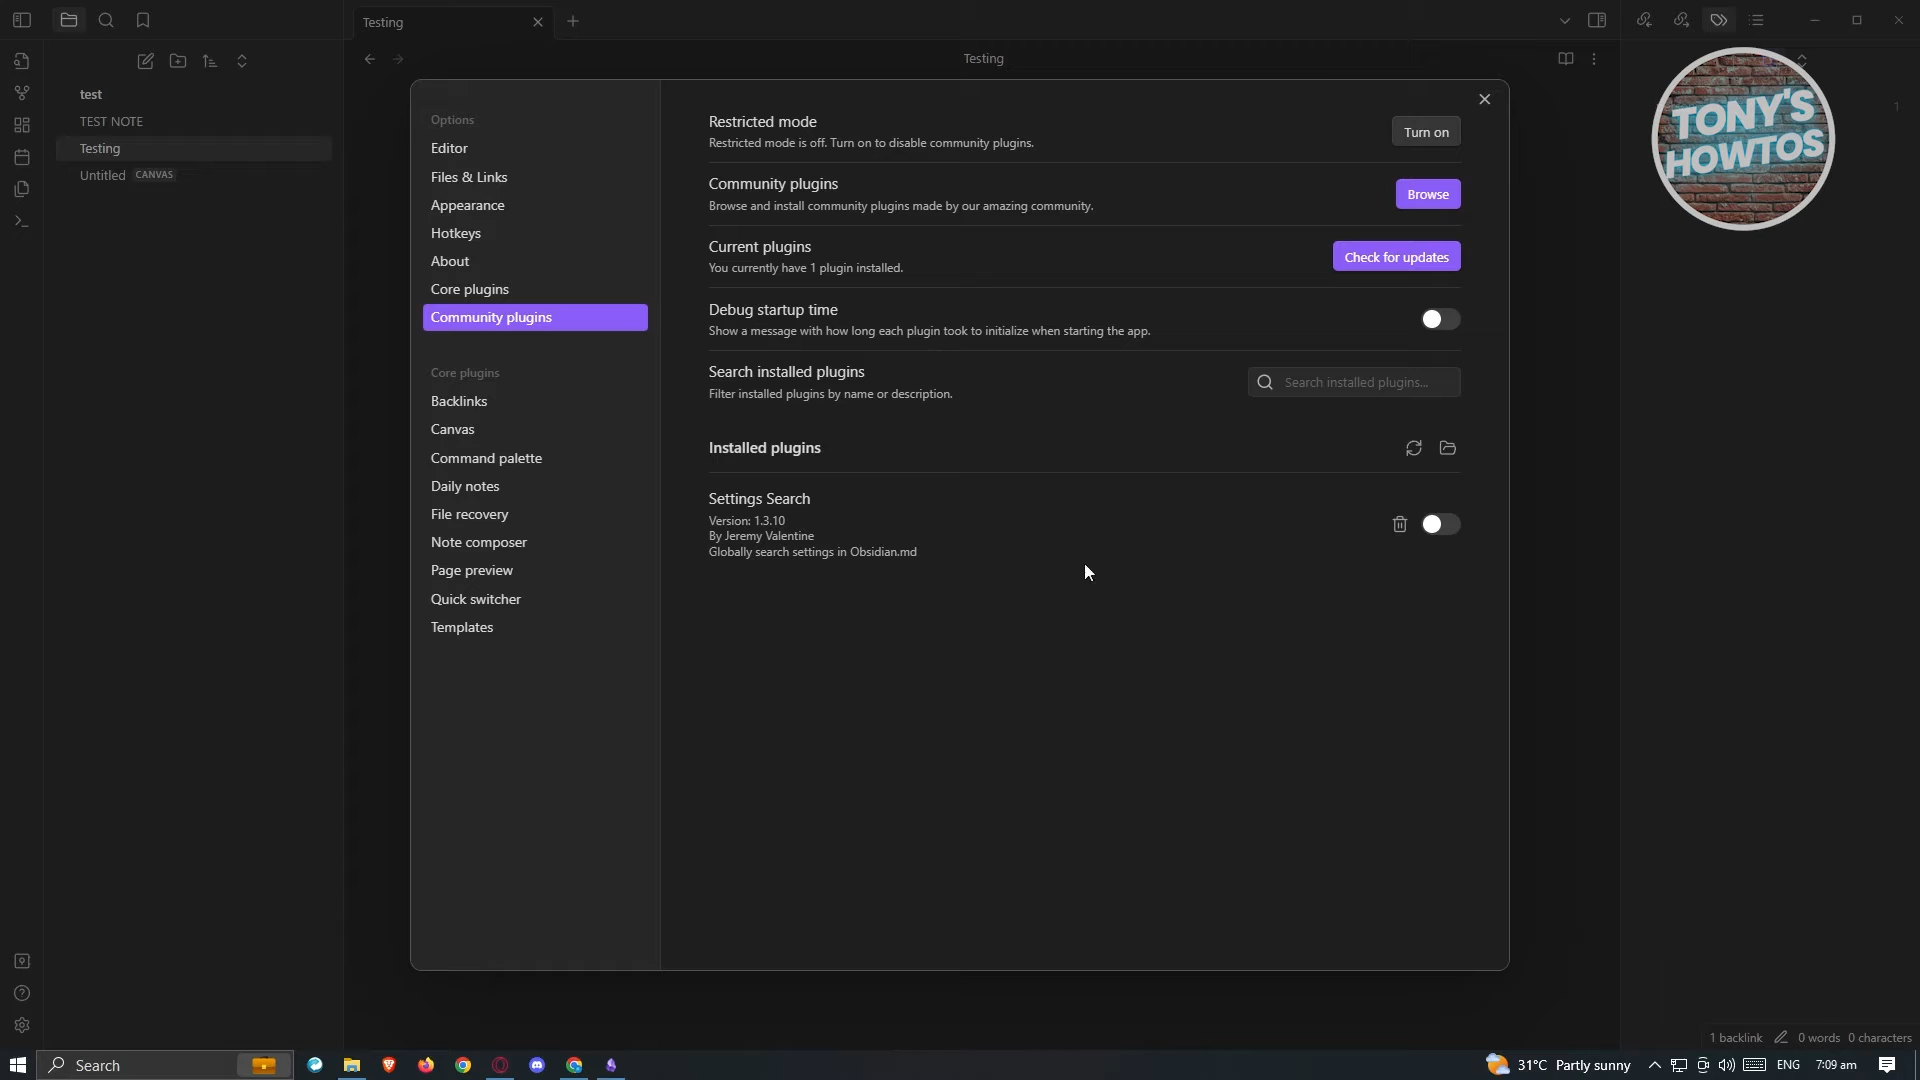 Testing
Testing
test
TEST NOTE
Testing
Untitled CANVAS
Options
Editor
Files & Links
Appearance
Hotkeys
About
Core plugins
Community plugins
Core plugins
Backlinks
Canvas
Command palette
Daily notes
File recovery
Note composer
Page preview
Quick switcher
Templates
Restricted mode
Restricted mode is off. Turn on to disable community plugins.
Turn on
Community plugins
Browse and install community plugins made by our amazing community.
Browse
Current plugins
You currently have 1 plugin installed.
Check for updates
Debug startup time
Show a message with how long each plugin took to initialize when starting the app.
Search installed plugins
Filter installed plugins by name or description.
Search installed plugins...
Installed plugins
Settings Search
Version: 1.3.10
By Jeremy Valentine
Globally search settings in Obsidian.md
TONY'S
HOWTOS
1
1 backlink 0 words 0 characters
Search
31°C Partly sunny
ENG
7:09 am